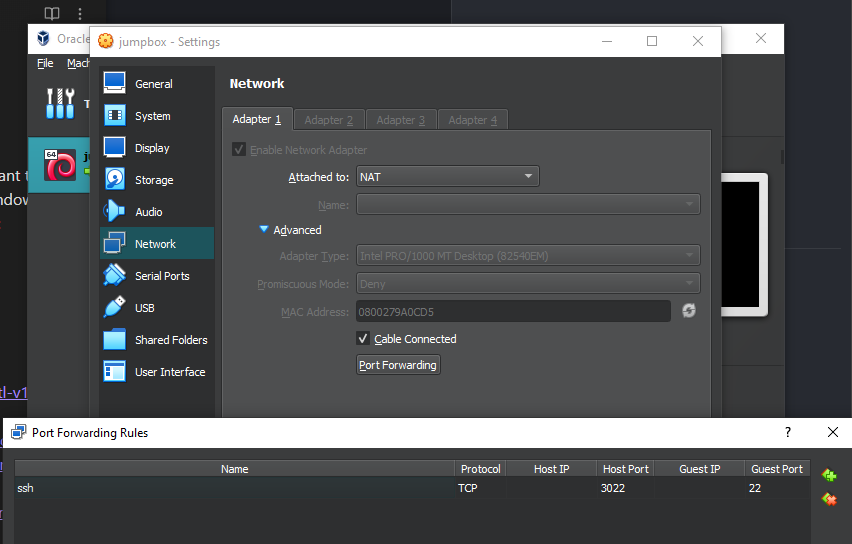 Oracle
jumpbox - Settings
File
Mach
64
General
System
Display
Storage
Audio
Network
Serial Ports
USB
Shared Folders
User Interface
Network
Adapter 1
Adapter 2
Adapter 3
Adapter 4
Enable Network Adapter
Attached to: NAT
Name:
Advanced
Adapter Type: Intel PRO/1000 MT Desktop (82540EM)
Promiscuous Mode: Deny
MAC Address: 0800279A0CD5
Cable Connected
Port Forwarding
tl-v1
Port Forwarding Rules
?
Name Protocol Host IP Host Port Guest IP Guest Port
ssh TCP 3022 22